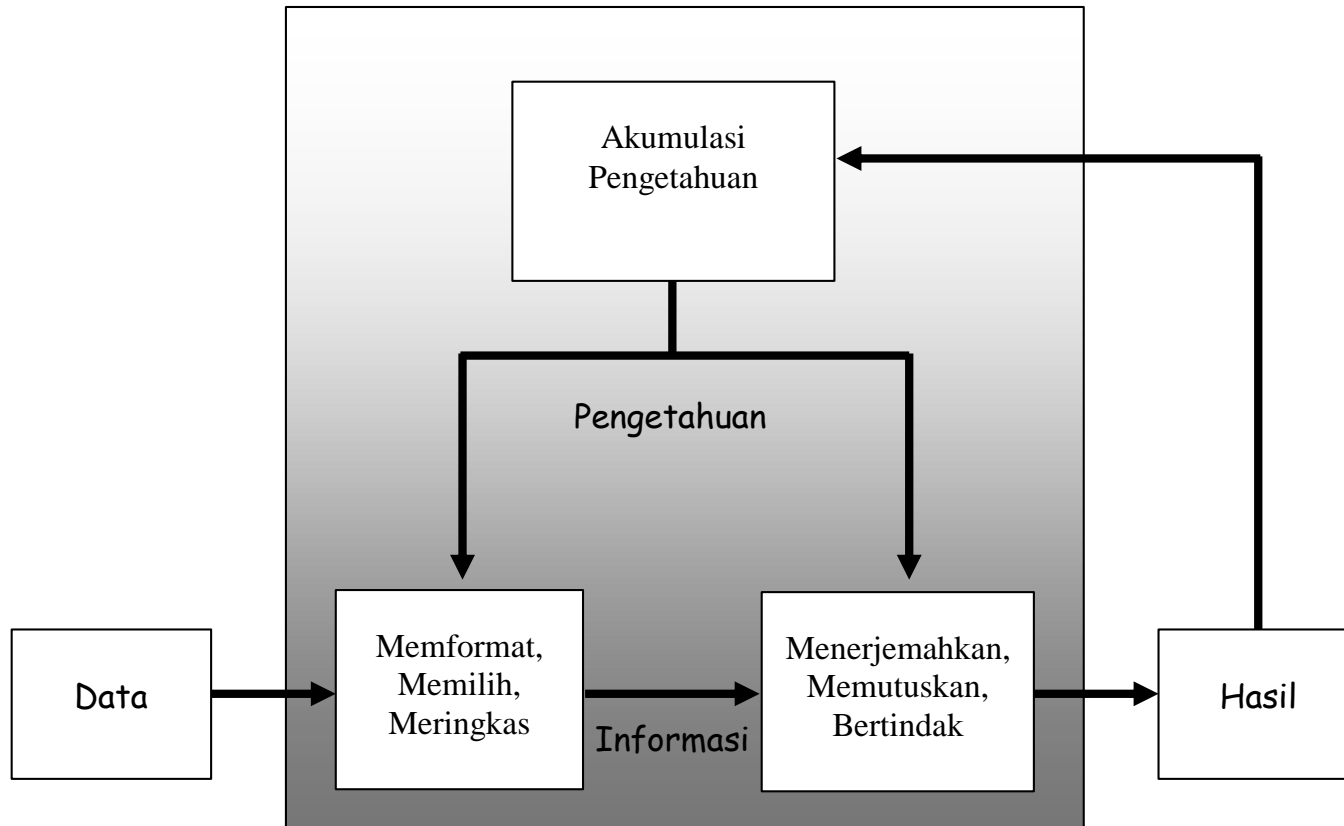 Akumulasi
Pengetahuan
Pengetahuan
Data
Memformat,
Memilih,
Meringkas
Informasi
Menerjemahkan,
Memutuskan,
Bertindak
Hasil